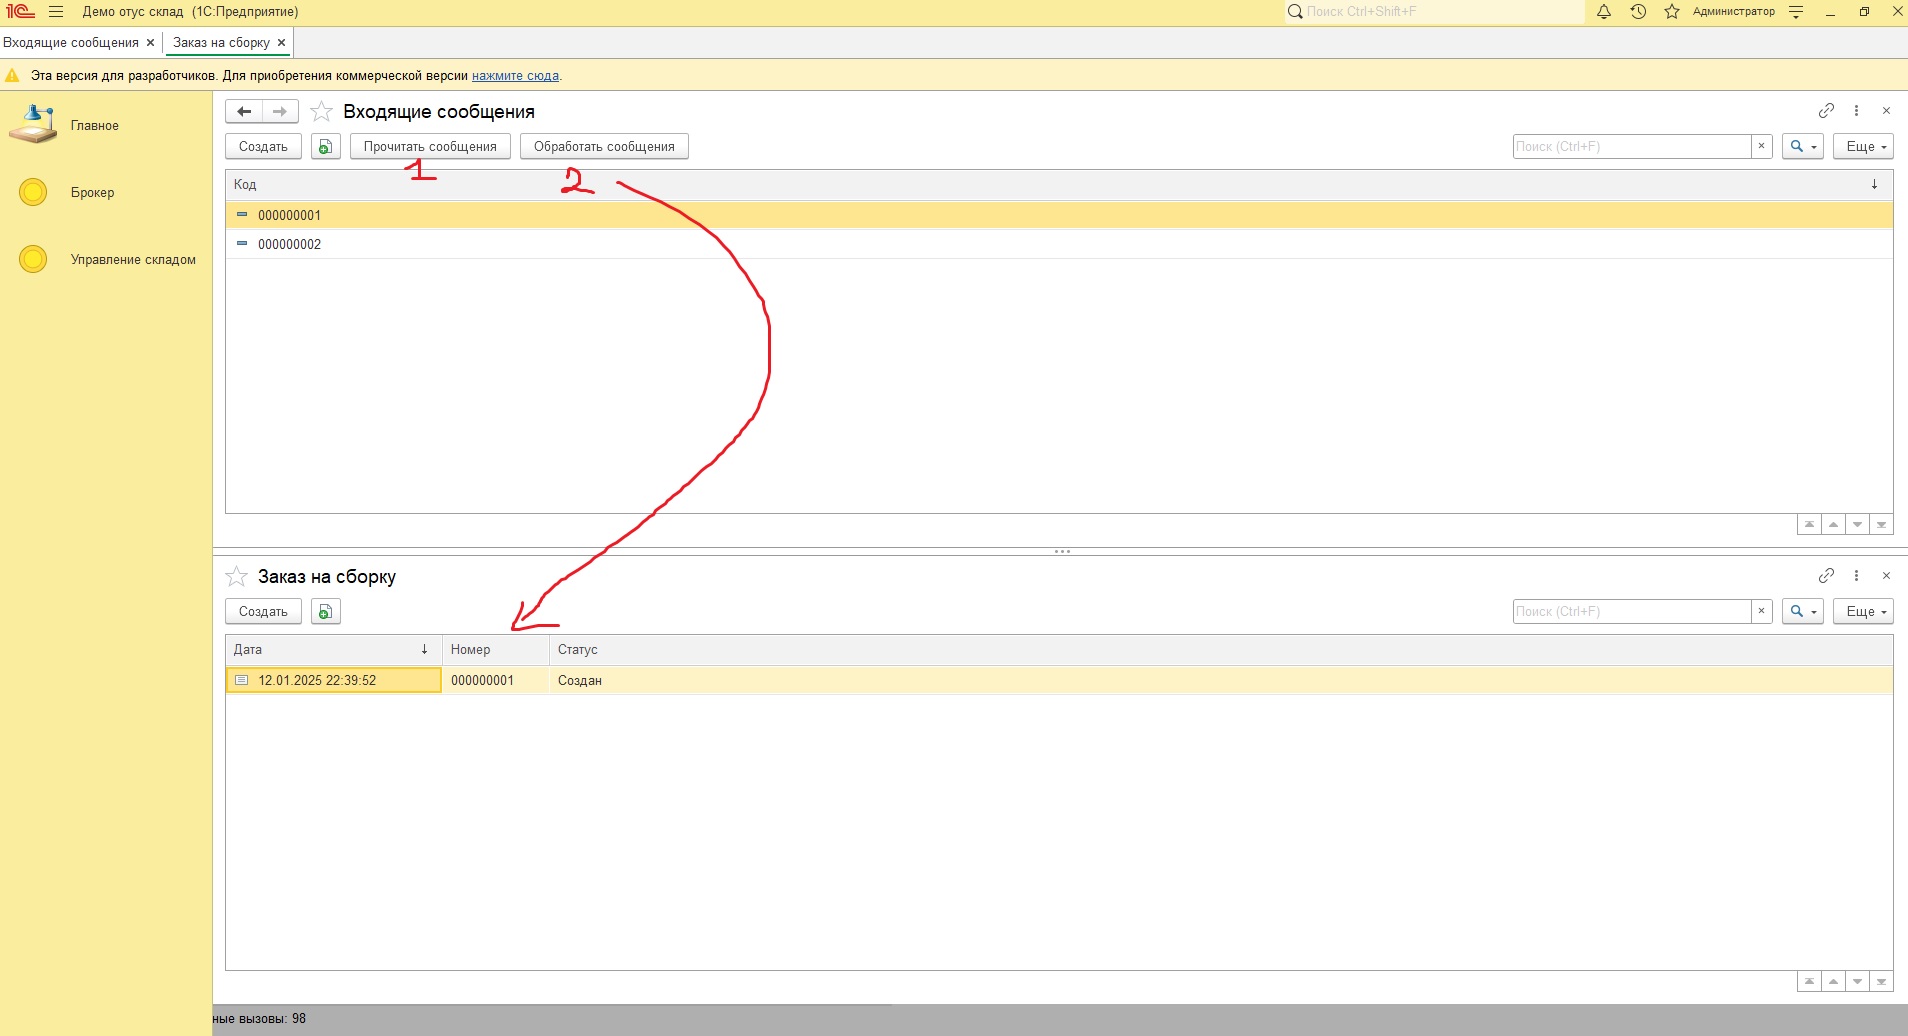 1С Демо отус склад (1С:Предприятие) Поиск Ctrl+Shift+F Администратор
Входящие сообщения × Заказ на сборку ×
Эта версия для разработчиков. Для приобретения коммерческой версии нажмите сюда.
Главное
Брокер
Управление складом
Входящие сообщения
Создать Прочитать сообщения Обработать сообщения Поиск (Ctrl+F) × Еще
1 2
Код
000000001
000000002
Заказ на сборку
Создать Поиск (Ctrl+F) × Еще
Дата Номер Статус
12.01.2025 22:39:52 000000001 Создан
ные вызовы: 98